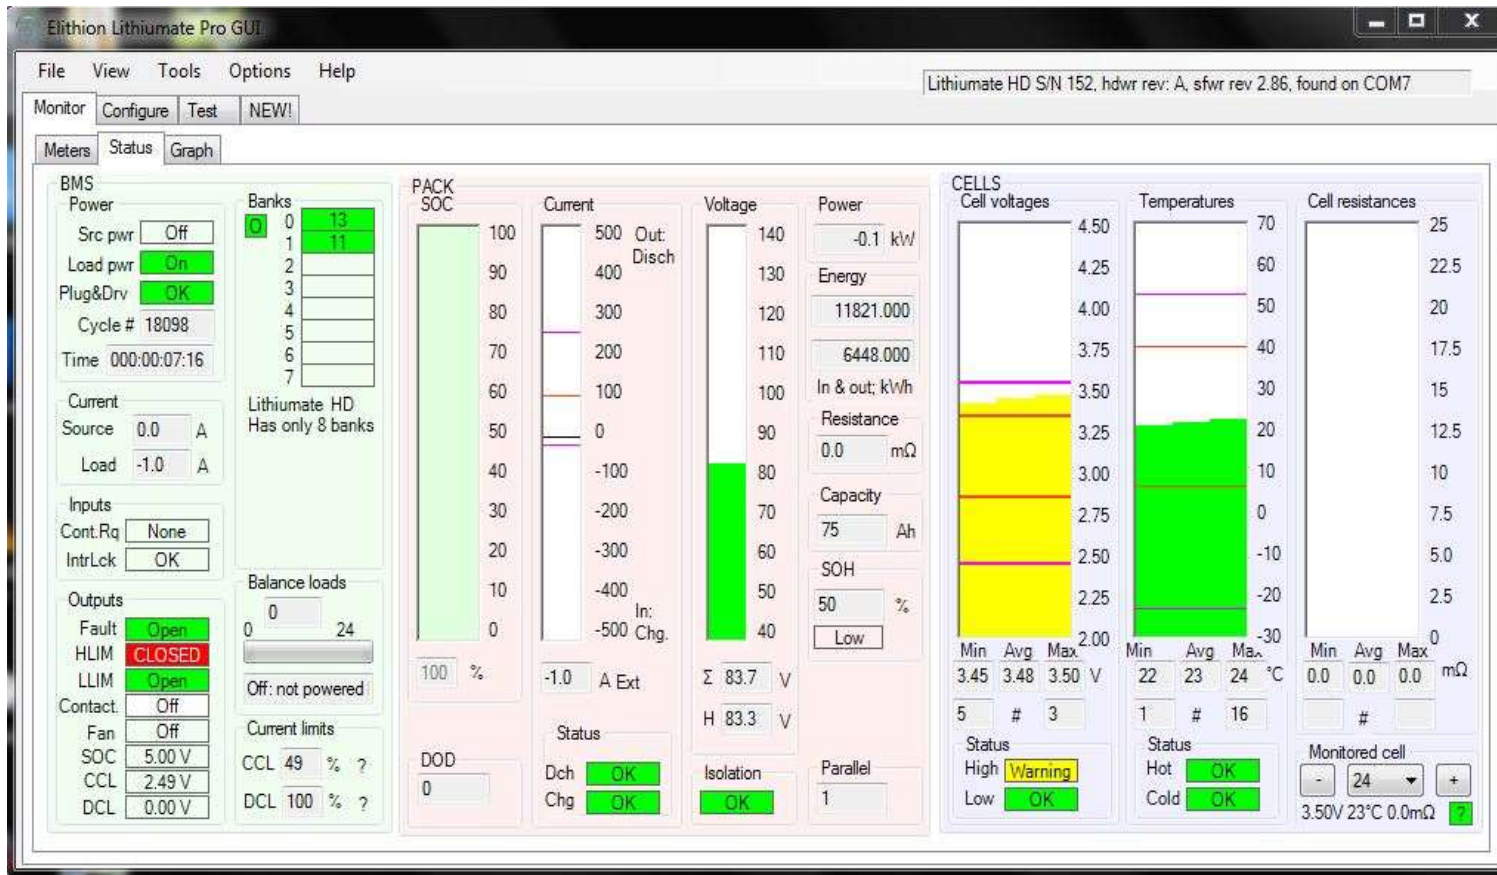 Elithion Lithiumate Pro GUI
File View Tools Options Help
Lithiumate HD S/N 152, hdwr rev: A, sfwr rev 2.86, found on COM7
Monitor Configure Test NEW!
Meters Status Graph
BMS
Power
Src pwr Off
Load pwr On
Plug&Drv OK
Cycle # 18098
Time 000:00:07:16
Current
Source 0.0 A
Load -1.0 A
Inputs
Cont.Rq None
IntrLck OK
Outputs
Fault Open
HLIM CLOSED
LLIM Open
Contact. Off
Fan Off
SOC 5.00 V
CCL 2.49 V
DCL 0.00 V
Banks
0 0 13
1 11
2
3
4
5
6
7
Lithiumate HD
Has only 8 banks
Balance loads
0
0 24
Off: not powered
Current limits
CCL 49 % ?
DCL 100 % ?
PACK
SOC
100
90
80
70
60
50
40
30
20
10
0
100 %
DOD
0
Current
500 Out:
Disch
400
300
200
100
0
-100
-200
-300
-400
In:
-500 Chg.
-1.0 A Ext
Status
Dch OK
Chg OK
Voltage
140
130
120
110
100
90
80
70
60
50
40
Σ 83.7 V
H 83.3 V
Isolation
OK
Power
-0.1 kW
Energy
11821.000
6448.000
In & out; kWh
Resistance
0.0 mΩ
Capacity
75 Ah
SOH
50 %
Low
Parallel
1
CELLS
Cell voltages
4.50
4.25
4.00
3.75
3.50
3.25
3.00
2.75
2.50
2.25
2.00
Min Avg Max
3.45 3.48 3.50 V
5 # 3
Status
High Warning
Low OK
Temperatures
70
60
50
40
30
20
10
0
-10
-20
-30
Min Avg Max
22 23 24 °C
1 # 16
Status
Hot OK
Cold OK
Cell resistances
25
22.5
20
17.5
15
12.5
10
7.5
5.0
2.5
0
Min Avg Max
0.0 0.0 0.0 mΩ
#
Monitored cell
- 24 +
3.50V 23°C 0.0mΩ ?